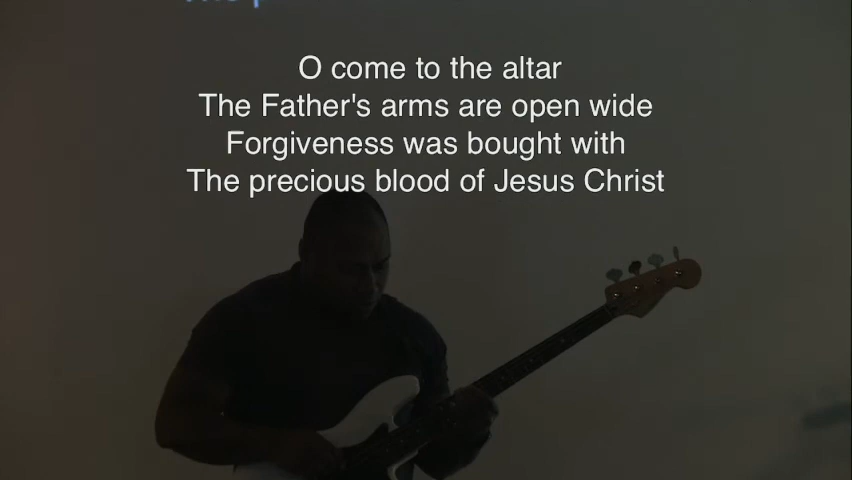 O come to the altar
The Father's arms are open wide
Forgiveness was bought with
The precious blood of Jesus Christ